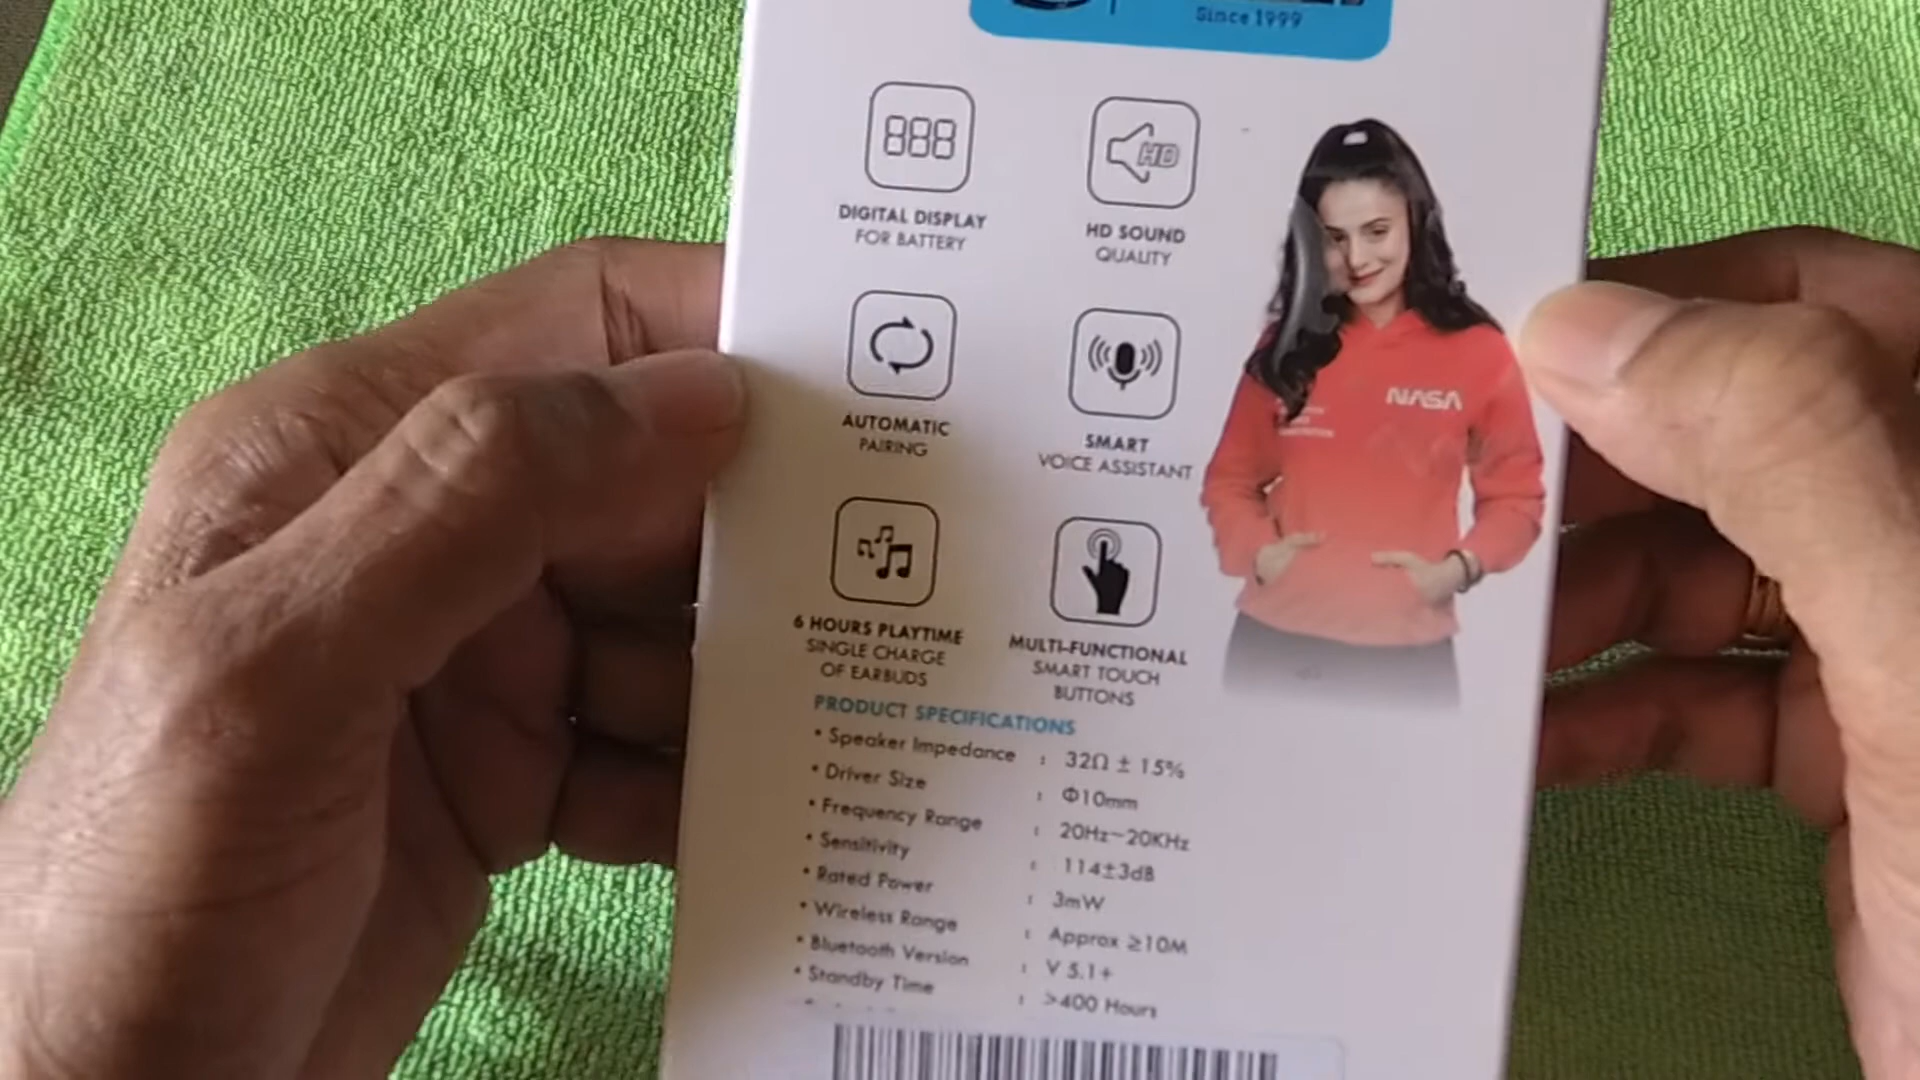 Since 1999
888
DIGITAL DISPLAY
FOR BATTERY
HD
HD SOUND
QUALITY
AUTOMATIC
PAIRING
SMART
VOICE ASSISTANT
NASA
6 HOURS PLAYTIME
SINGLE CHARGE
OF EARBUDS
MULTI-FUNCTIONAL
SMART TOUCH
BUTTONS
PRODUCT SPECIFICATIONS
• Speaker Impedance : 32Ω ± 15%
• Driver Size : Φ10mm
• Frequency Range : 20Hz~20KHz
• Sensitivity : 114±3dB
• Rated Power : 3mW
• Wireless Range : Approx ≥10M
• Bluetooth Version : V 5.1+
• Standby Time : >400 Hours